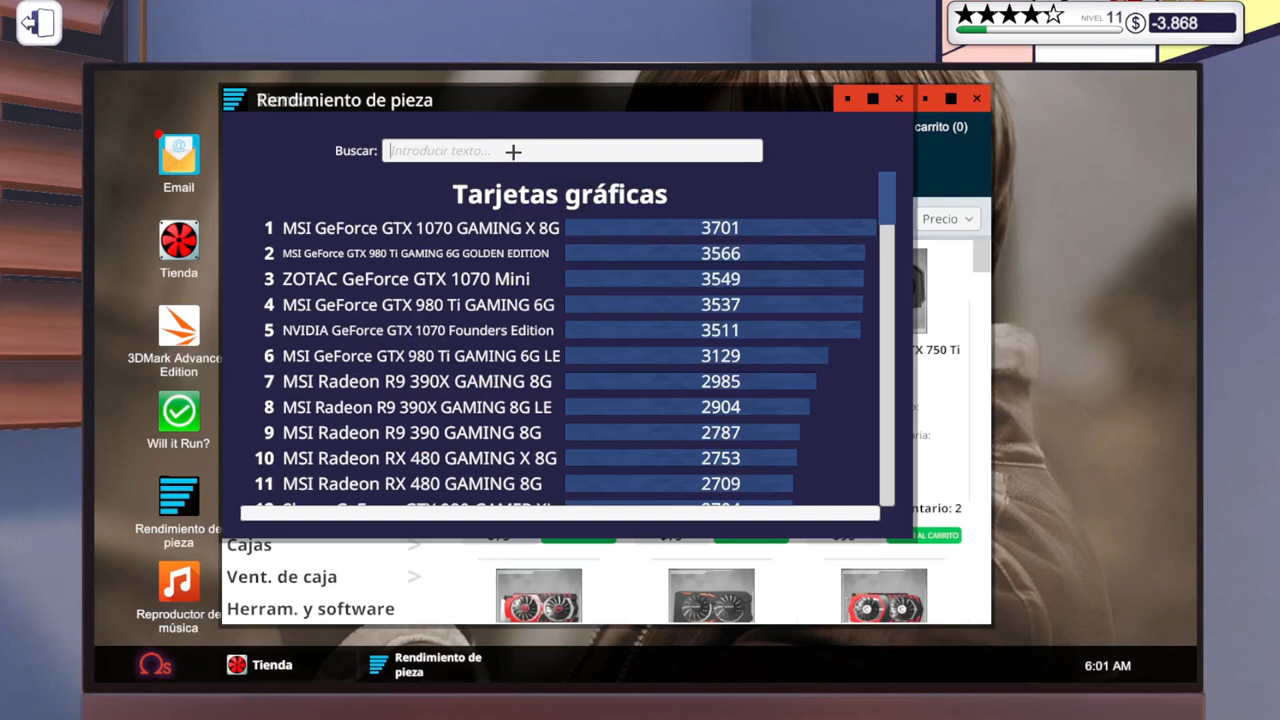 NIVEL 11 $ -3.868
Rendimiento de pieza
carrito (0)
Buscar: Introducir texto...
Tarjetas gráficas
1 MSI GeForce GTX 1070 GAMING X 8G 3701
2 MSI GeForce GTX 980 Ti GAMING 6G GOLDEN EDITION 3566
3 ZOTAC GeForce GTX 1070 Mini 3549
4 MSI GeForce GTX 980 Ti GAMING 6G 3537
5 NVIDIA GeForce GTX 1070 Founders Edition 3511
6 MSI GeForce GTX 980 Ti GAMING 6G LE 3129
7 MSI Radeon R9 390X GAMING 8G 2985
8 MSI Radeon R9 390X GAMING 8G LE 2904
9 MSI Radeon R9 390 GAMING 8G 2787
10 MSI Radeon RX 480 GAMING X 8G 2753
11 MSI Radeon RX 480 GAMING 8G 2709
Precio
X 750 Ti
ntario: 2
AL CARRITO
Cajas >
Vent. de caja >
Herram. y software
Email
Tienda
3DMark Advance
Edition
Will it Run?
Rendimiento de
pieza
Reproductor de
música
Ωs
Tienda
Rendimiento de
pieza
6:01 AM